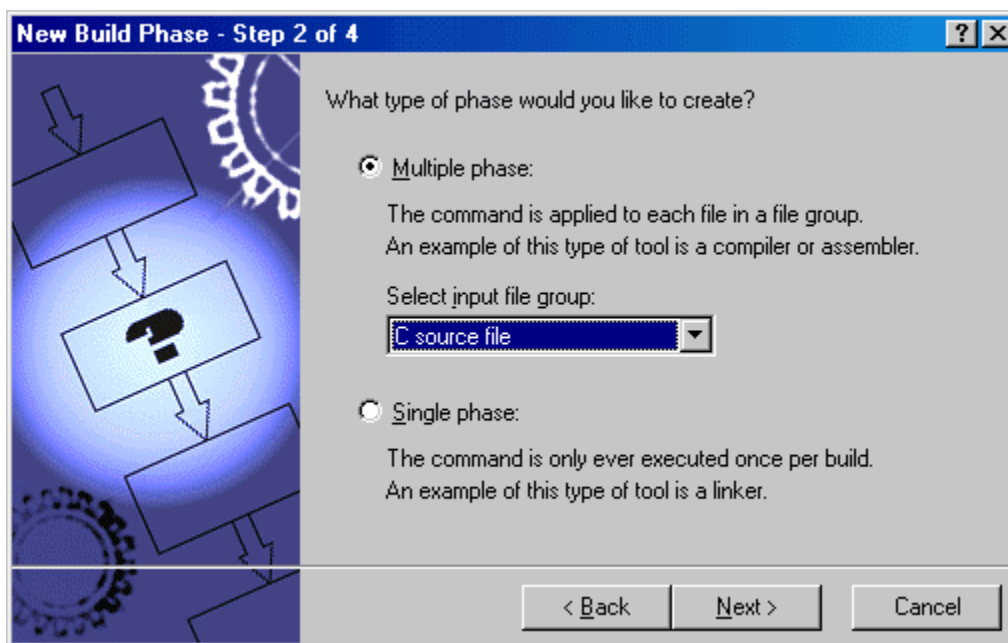 New Build Phase - Step 2 of 4
What type of phase would you like to create?
Multiple phase:
The command is applied to each file in a file group.
An example of this type of tool is a compiler or assembler.
Select input file group:
C source file
Single phase:
The command is only ever executed once per build.
An example of this type of tool is a linker.
< Back Next > Cancel